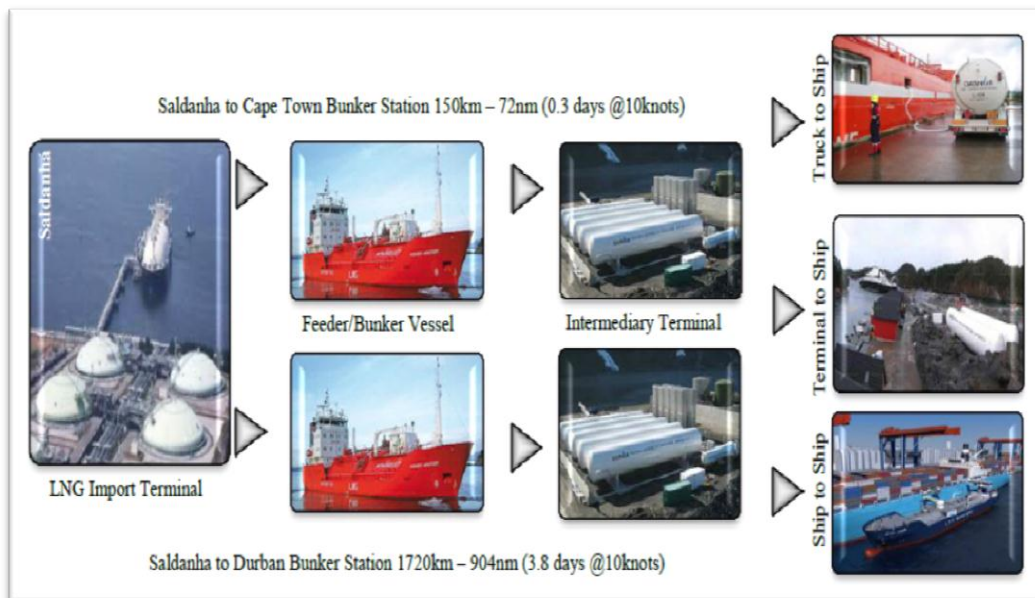 Saldanha to Cape Town Bunker Station 150km – 72nm (0.3 days @10knots)
Saldanhá
Truck to Ship
Feeder/Bunker Vessel
Intermediary Terminal
Terminal to Ship
LNG Import Terminal
Ship to Ship
Saldanha to Durban Bunker Station 1720km – 904nm (3.8 days @10knots)